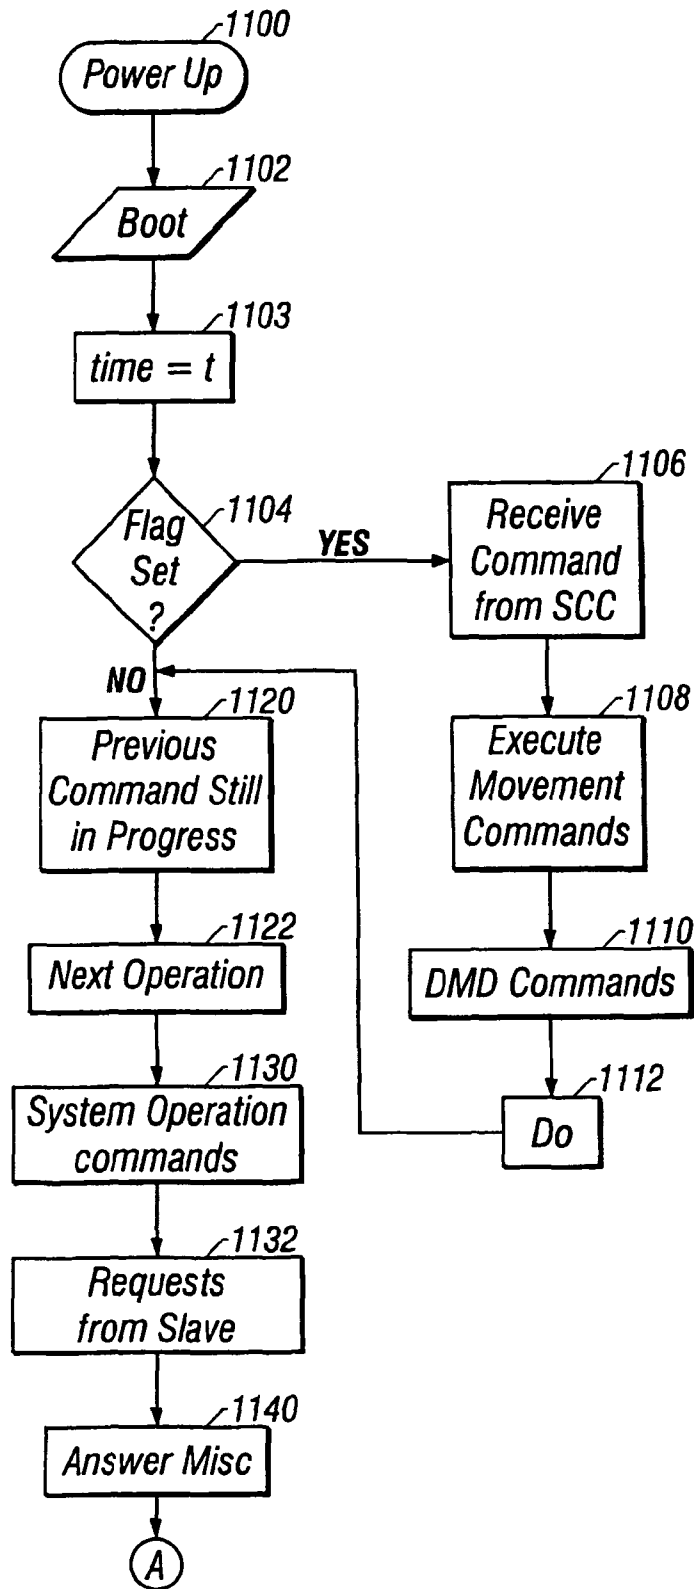 1100
Power Up
1102
Boot
1103
time = t
1104
Flag
Set
?
YES
NO
1106
Receive
Command
from SCC
1108
Execute
Movement
Commands
1110
DMD Commands
1112
Do
1120
Previous
Command Still
in Progress
1122
Next Operation
1130
System Operation
commands
1132
Requests
from Slave
1140
Answer Misc
A